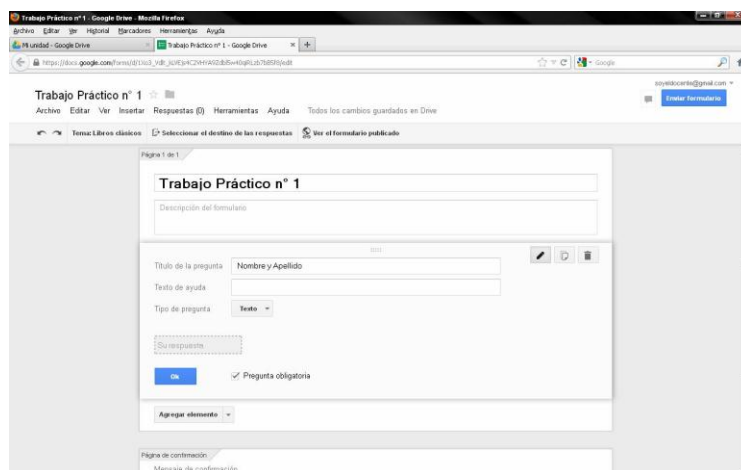 Trabajo Práctico n° 1 - Google Drive - Mozilla Firefox
Archivo Editar Ver Historial Marcadores Herramientas Ayuda
Mi unidad - Google Drive × Trabajo Práctico n° 1 - Google Drive × +
Google
soyeldocente@gmail.com
Trabajo Práctico n° 1
Enviar formulario
Archivo Editar Ver Insertar Respuestas (0) Herramientas Ayuda Todos los cambios guardados en Drive
Tema: Libros clásicos Seleccionar el destino de las respuestas Ver el formulario publicado
Página 1 de 1
Trabajo Práctico n° 1
Descripción del formulario
Título de la pregunta Nombre y Apellido
Texto de ayuda
Tipo de pregunta Texto
Su respuesta
Ok Pregunta obligatoria
Agregar elemento
Página de confirmación
Mensaje de confirmación